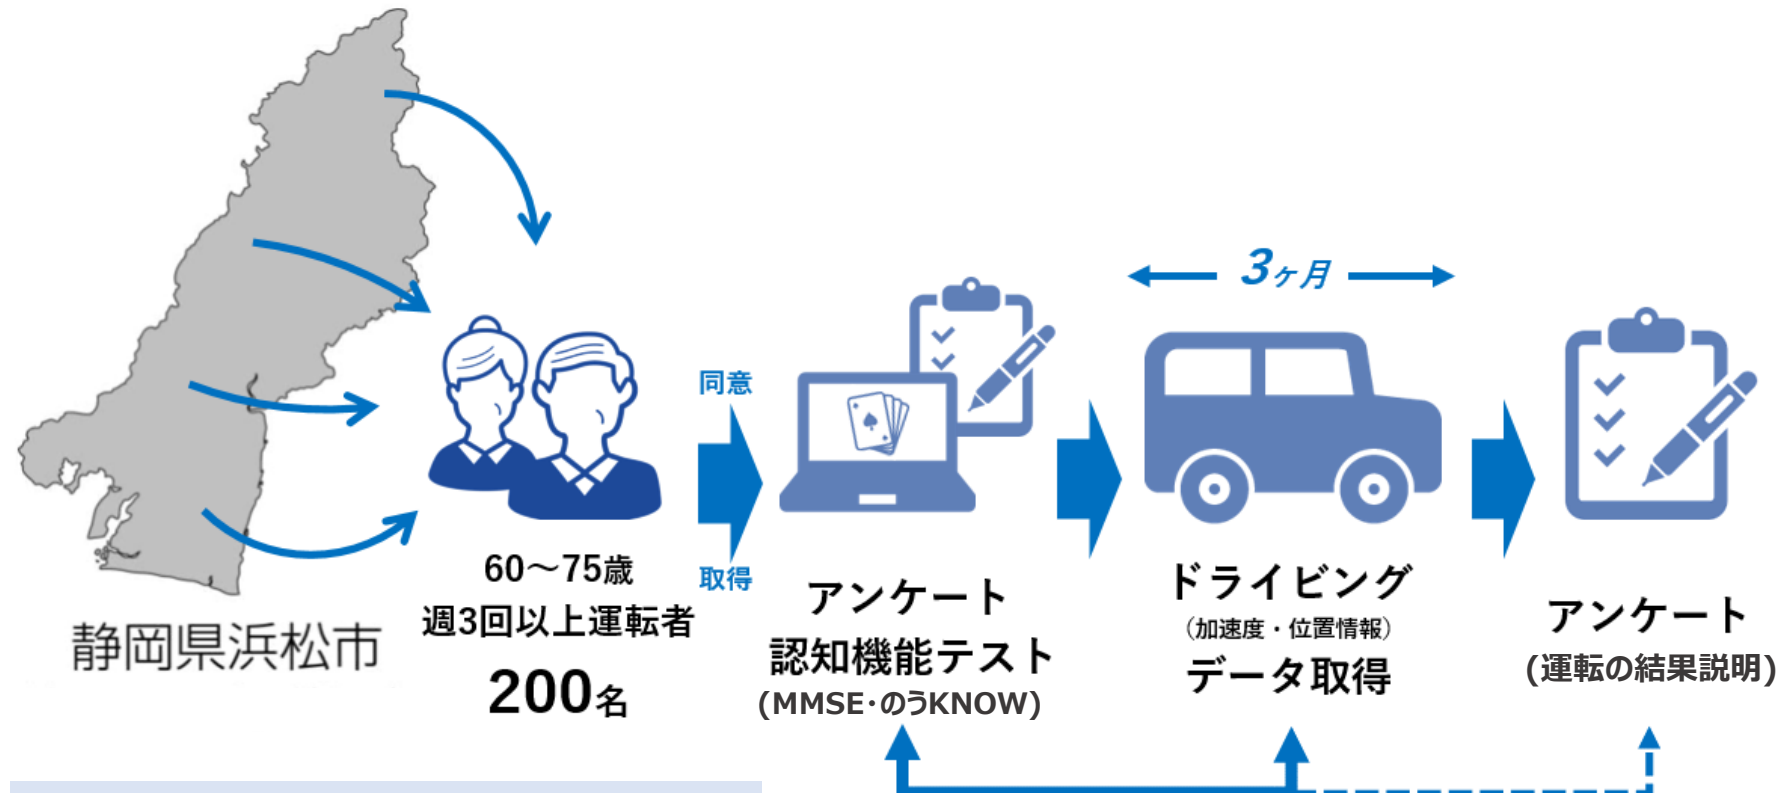 静岡県浜松市
60～75歳
週3回以上運転者
200名
同意
取得
アンケート
認知機能テスト
(MMSE・のうKNOW)
3ヶ月
ドライビング
（加速度・位置情報）
データ取得
アンケート
(運転の結果説明)